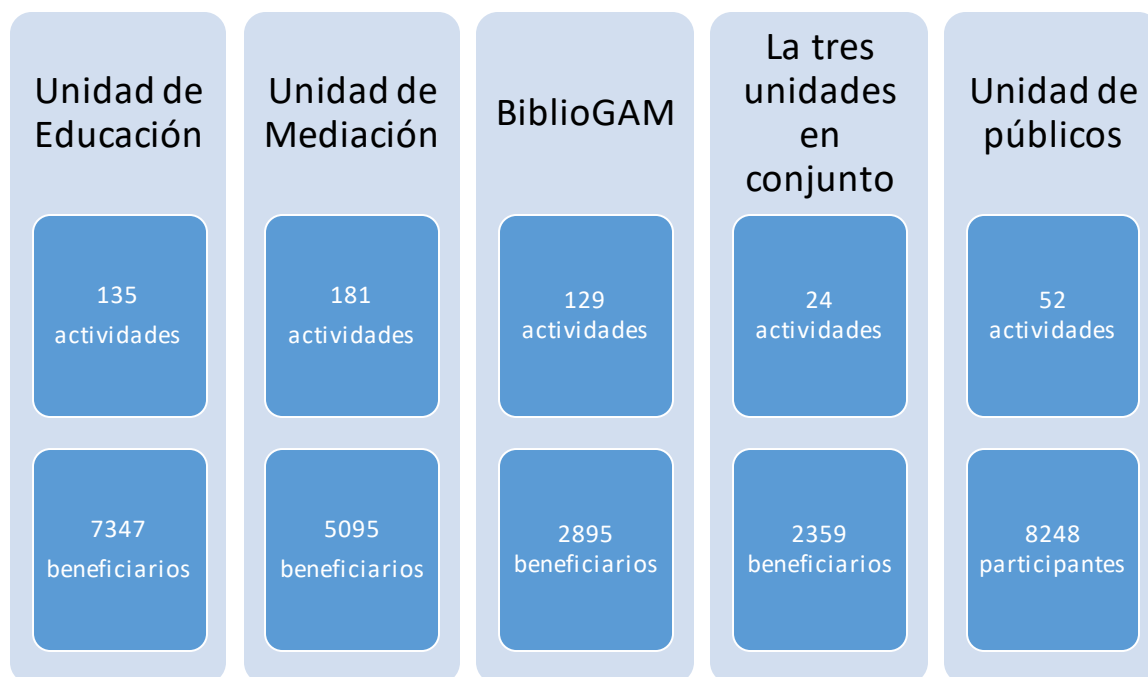 Unidad de
Educación
135
actividades
7347
beneficiarios
Unidad de
Mediación
181
actividades
5095
beneficiarios
BiblioGAM
129
actividades
2895
beneficiarios
La tres
unidades
en
conjunto
24
actividades
2359
beneficiarios
Unidad de
públicos
52
actividades
8248
participantes